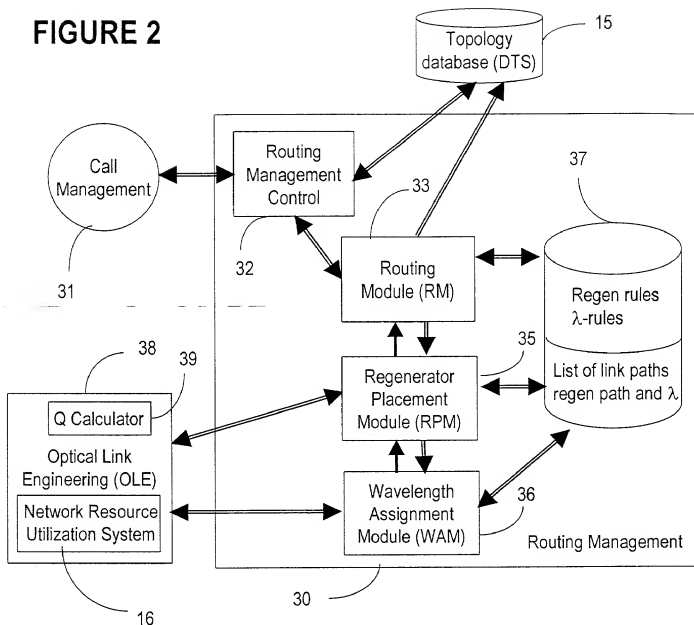 FIGURE 2
15
Topology
database (DTS)
Call
Management
31
Routing
Management
Control
32
33
37
Routing
Module (RM)
Regen rules
λ-rules
List of link paths
regen path and λ
35
Regenerator
Placement
Module (RPM)
38
39
Q Calculator
Optical Link
Engineering (OLE)
Network Resource
Utilization System
16
Wavelength
Assignment
Module (WAM)
36
Routing Management
30